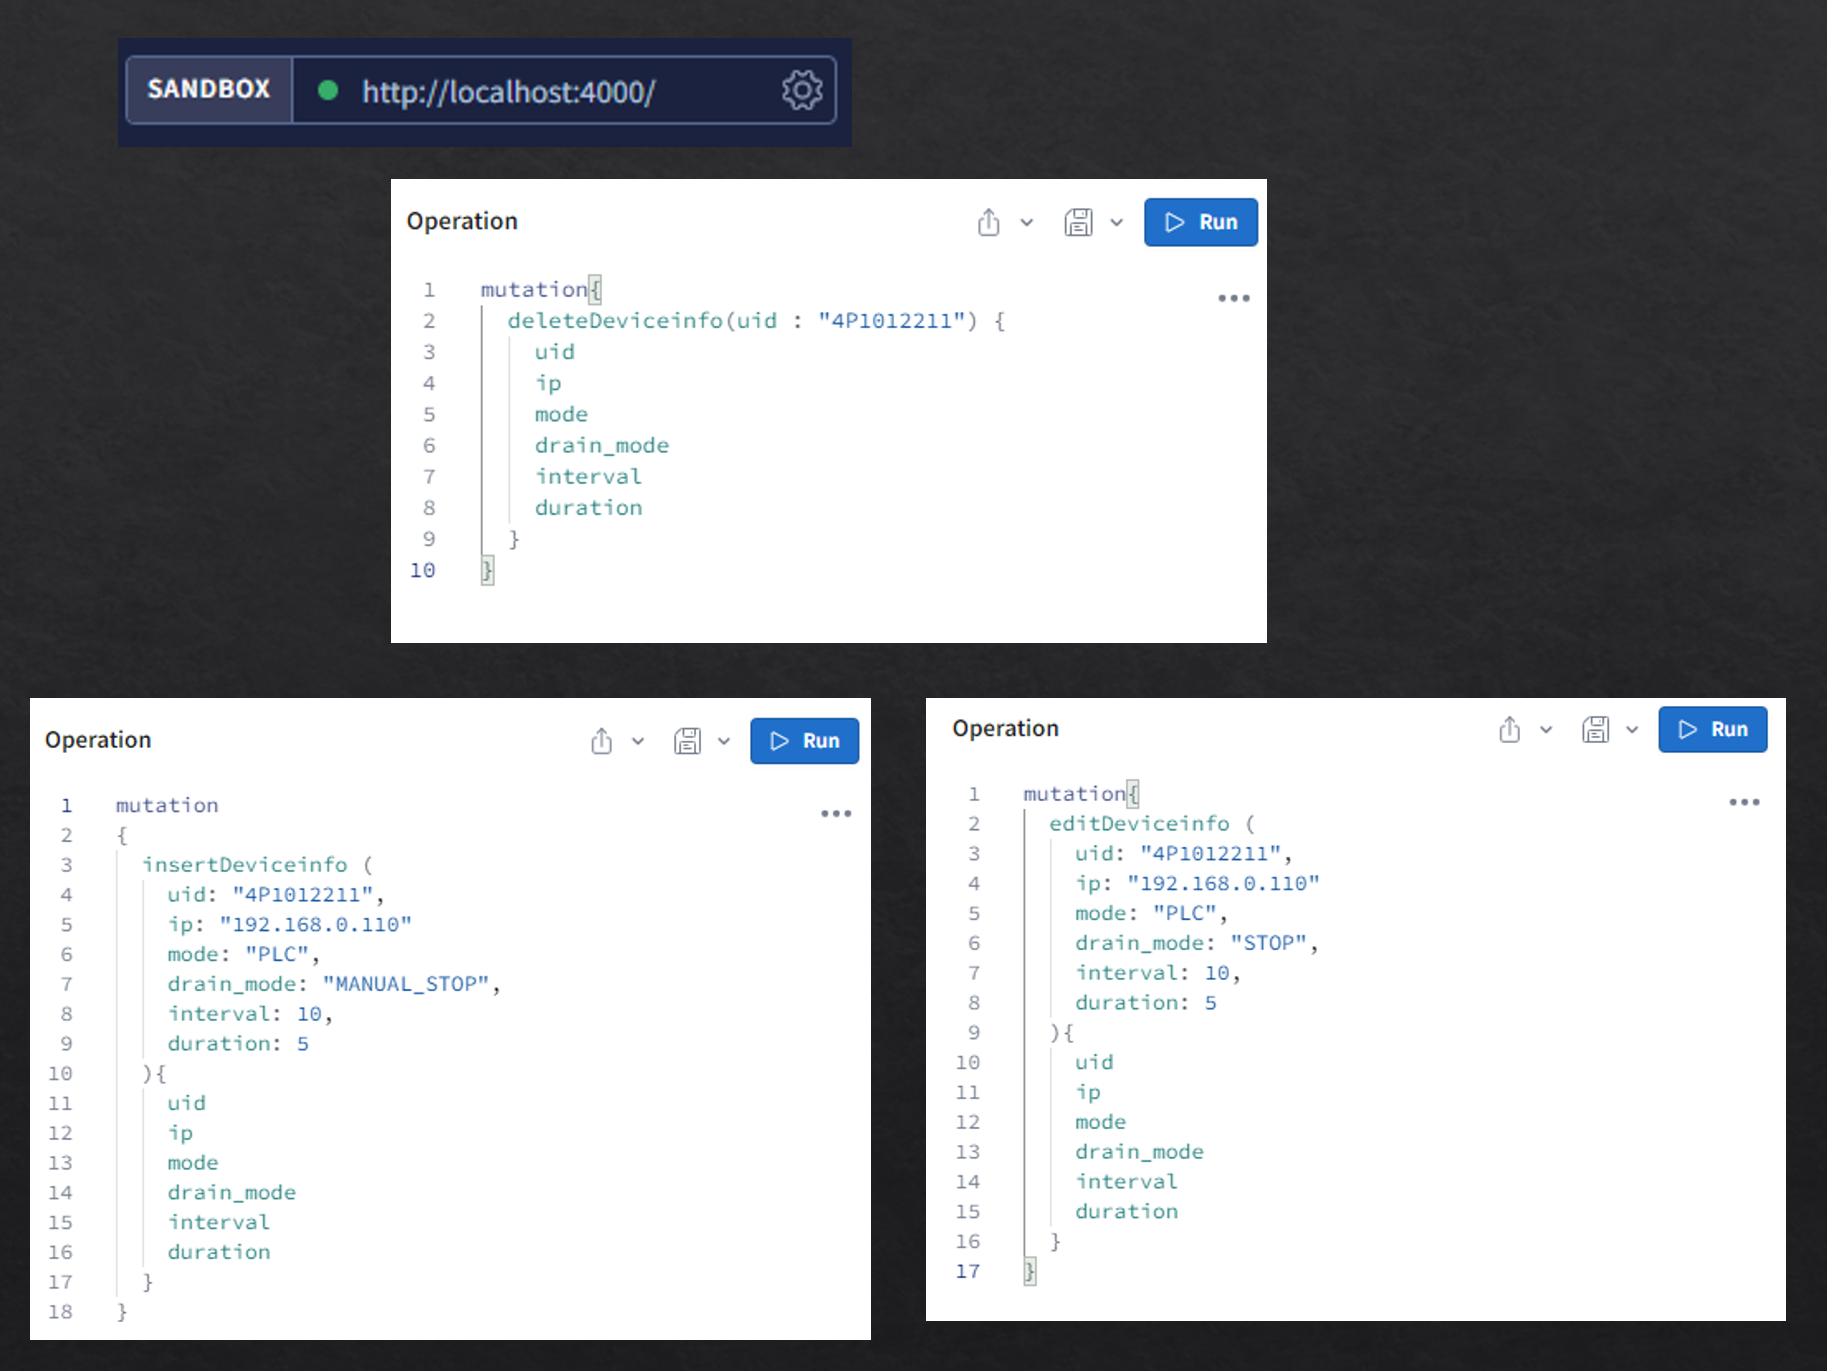 SANDBOX http://localhost:4000/
Operation Run
1 mutation{
2 deleteDeviceinfo(uid : "4P1012211") {
3 uid
4 ip
5 mode
6 drain_mode
7 interval
8 duration
9 }
10 }
Operation Run
1 mutation
2 {
3 insertDeviceinfo (
4 uid: "4P1012211",
5 ip: "192.168.0.110"
6 mode: "PLC",
7 drain_mode: "MANUAL_STOP",
8 interval: 10,
9 duration: 5
10 ){
11 uid
12 ip
13 mode
14 drain_mode
15 interval
16 duration
17 }
18 }
Operation Run
1 mutation{
2 editDeviceinfo (
3 uid: "4P1012211",
4 ip: "192.168.0.110"
5 mode: "PLC",
6 drain_mode: "STOP",
7 interval: 10,
8 duration: 5
9 ){
10 uid
11 ip
12 mode
13 drain_mode
14 interval
15 duration
16 }
17 }